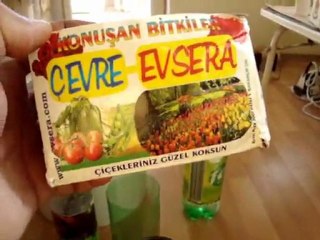 KONUŞAN BİTKİLER
ÇEVRE-EVSERA
www.evsera.com
ÇİÇEKLERİNİZ GÜZEL KOKSUN